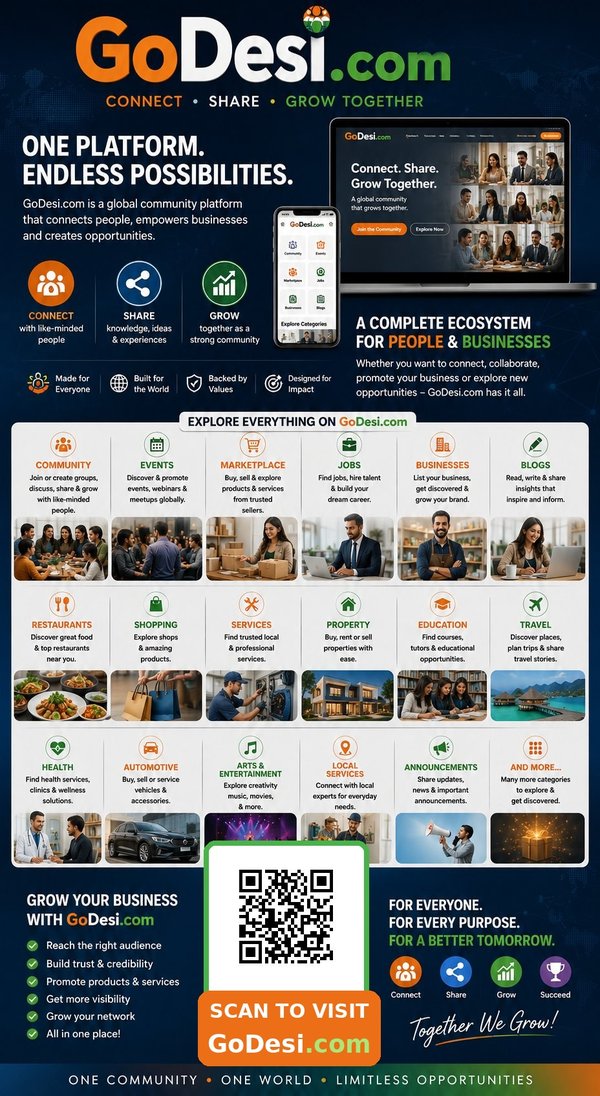 GoDesi.com
CONNECT • SHARE • GROW TOGETHER
ONE PLATFORM.
ENDLESS POSSIBILITIES.
GoDesi.com is a global community platform
that connects people, empowers businesses
and creates opportunities.
CONNECT
with like-minded
people
SHARE
knowledge, ideas
& experiences
GROW
together as a
strong community
Made for
Everyone
Built for
the World
Backed by
Values
Designed for
Impact
GoDesi.com
Connect. Share.
Grow Together.
A global community
that grows together.
Join the Community
Explore Now
GoDesi.com
Community
Events
Marketplace
Jobs
Businesses
Blogs
Explore Categories
A COMPLETE ECOSYSTEM
FOR PEOPLE & BUSINESSES
Whether you want to connect, collaborate,
promote your business or explore new
opportunities – GoDesi.com has it all.
EXPLORE EVERYTHING ON GoDesi.com
COMMUNITY
Join or create groups,
discuss, share & grow
with like-minded
people.
EVENTS
Discover & promote
events, webinars &
meetups globally.
MARKETPLACE
Buy, sell & explore
products & services
from trusted
sellers.
JOBS
Find jobs, hire talent
& build your
dream career.
BUSINESSES
List your business,
get discovered &
grow your brand.
BLOGS
Read, write & share
insights that
inspire and inform.
RESTAURANTS
Discover great food
& top restaurants
near you.
SHOPPING
Explore shops
& amazing
products.
SERVICES
Find trusted local
& professional
services.
PROPERTY
Buy, rent or sell
properties with
ease.
EDUCATION
Find courses,
tutors & educational
opportunities.
TRAVEL
Discover places,
plan trips & share
travel stories.
HEALTH
Find health services,
clinics & wellness
solutions.
AUTOMOTIVE
Buy, sell or service
vehicles &
accessories.
ARTS &
ENTERTAINMENT
Explore creativity
music, movies,
& more.
LOCAL
SERVICES
Connect with local
experts for everyday
needs.
ANNOUNCEMENTS
Share updates,
news & important
announcements.
AND MORE...
Many more categories
to explore &
get discovered.
GROW YOUR BUSINESS
WITH GoDesi.com
Reach the right audience
Build trust & credibility
Promote products & services
Get more visibility
Grow your network
All in one place!
SCAN TO VISIT
GoDesi.com
FOR EVERYONE.
FOR EVERY PURPOSE.
FOR A BETTER TOMORROW.
Connect
Share
Grow
Succeed
Together We Grow!
ONE COMMUNITY • ONE WORLD • LIMITLESS OPPORTUNITIES